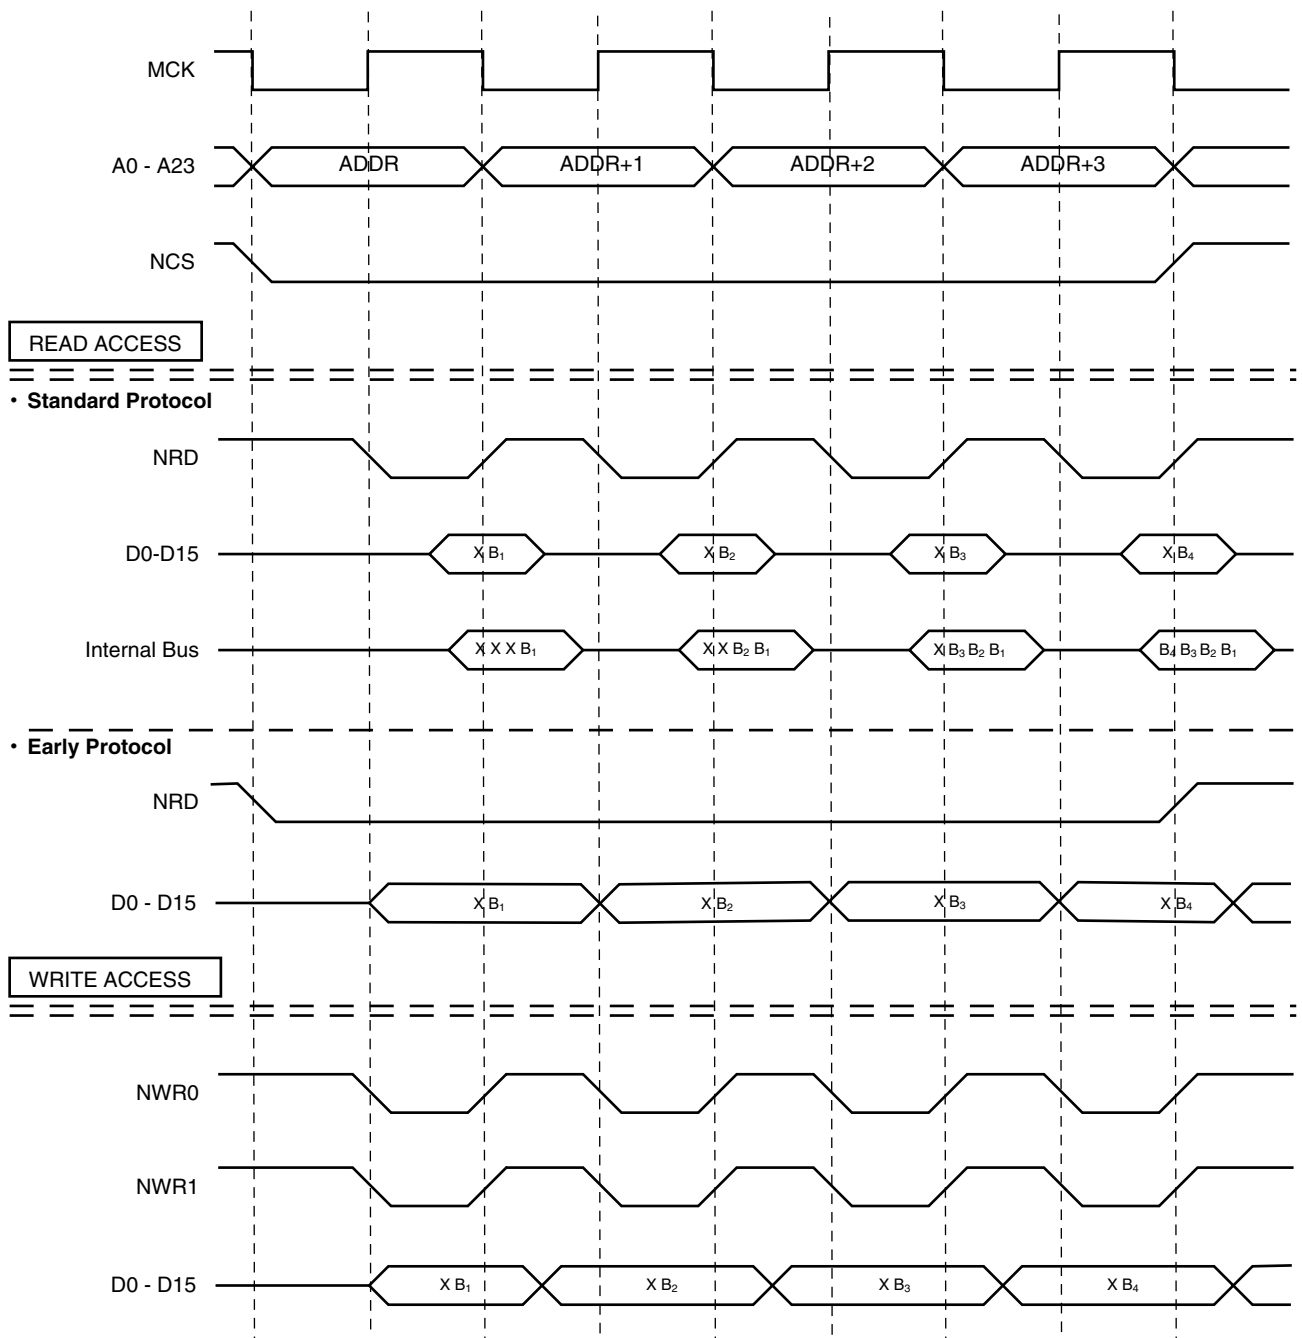 MCK
A0 - A23 ADDR ADDR+1 ADDR+2 ADDR+3
NCS
READ ACCESS
• Standard Protocol
NRD
D0-D15 X B₁ X B₂ X B₃ X B₄
Internal Bus X X X B₁ X X B₂ B₁ X B₃ B₂ B₁ B₄ B₃ B₂ B₁
• Early Protocol
NRD
D0 - D15 X B₁ X B₂ X B₃ X B₄
WRITE ACCESS
NWR0
NWR1
D0 - D15 X B₁ X B₂ X B₃ X B₄